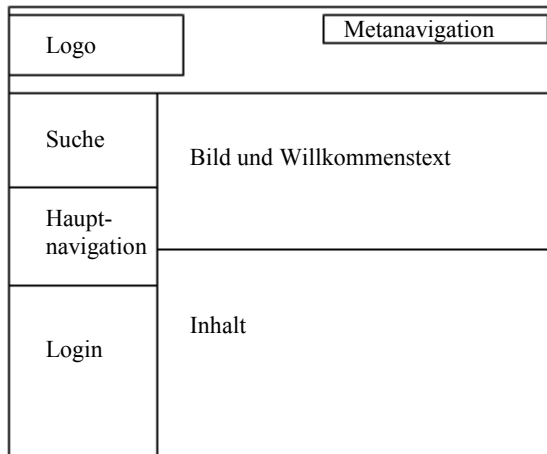 Logo
Metanavigation
Suche
Bild und Willkommenstext
Haupt-
navigation
Inhalt
Login